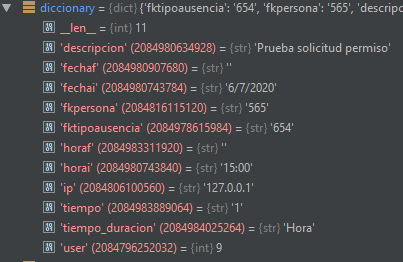 diccionary = {dict} {'fktipoausencia': '654', 'fkpersona': '565', 'descripc
__len__ = {int} 11
'descripcion' (2084980634928) = {str} 'Prueba solicitud permiso'
'fechaf' (2084980907680) = {str} ''
'fechai' (2084980743784) = {str} '6/7/2020'
'fkpersona' (2084816115120) = {str} '565'
'fktipoausencia' (2084978615984) = {str} '654'
'horaf' (2084983311920) = {str} ''
'horai' (2084980743840) = {str} '15:00'
'ip' (2084806100560) = {str} '127.0.0.1'
'tiempo' (2084983889064) = {str} '1'
'tiempo_duracion' (2084984025264) = {str} 'Hora'
'user' (2084796252032) = {int} 9